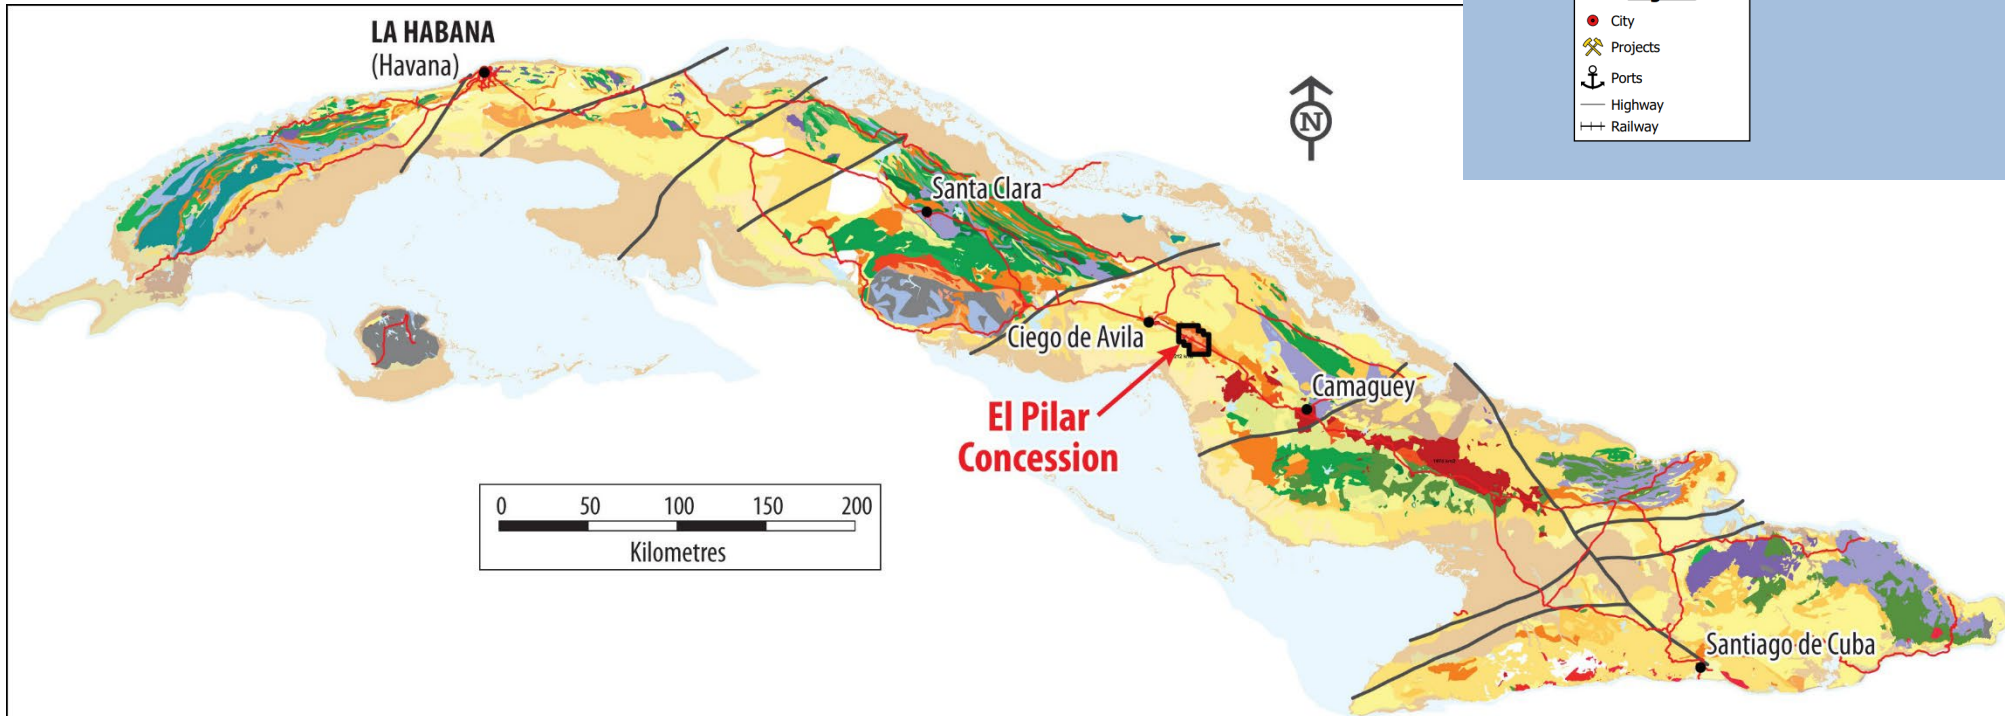 City
Projects
Ports
Highway
Railway
LA HABANA
(Havana)
N
Santa Clara
Ciego de Avila
El Pilar
Concession
Camaguey
Santiago de Cuba
0 50 100 150 200
Kilometres